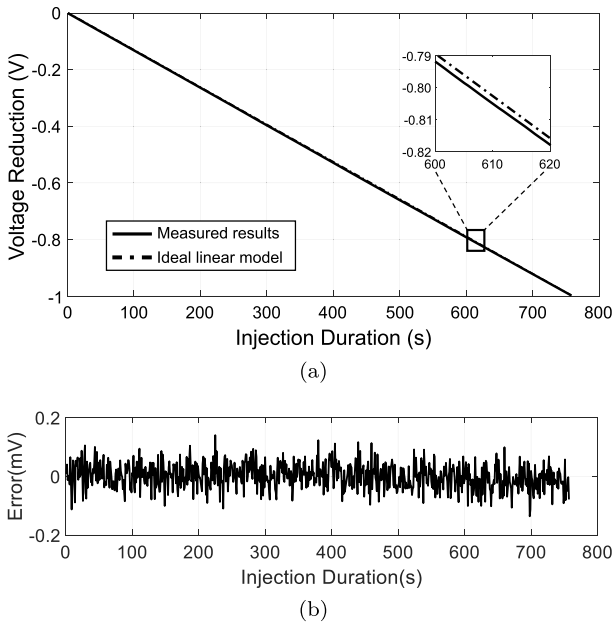 0
-0.2
-0.4
-0.6
-0.8
-1
Voltage Reduction (V)
-0.79
-0.80
-0.81
-0.82
600 610 620
Measured results
Ideal linear model
0 100 200 300 400 500 600 700 800
Injection Duration (s)
(a)
0.2
0
-0.2
Error(mV)
0 100 200 300 400 500 600 700 800
Injection Duration(s)
(b)